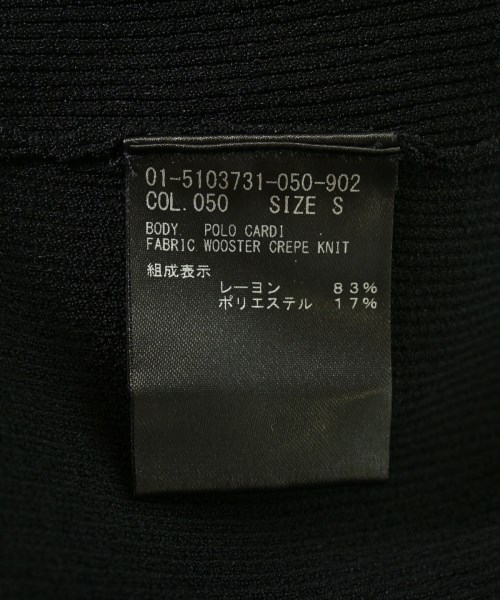 01-5103731-050-902
COL.050 SIZE S
BODY. POLO CARDI
FABRIC WOOSTER CREPE KNIT
組成表示
レーヨン 83%
ポリエステル 17%